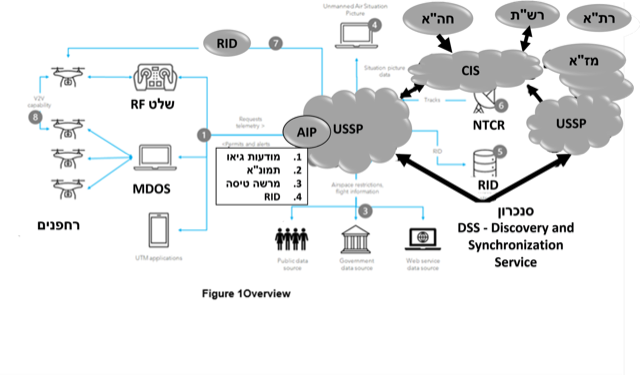 Unmanned Air Situation
Picture
4
חה"א
רש"ת
רת"א
מז"א
RID
7
CIS
Situation picture
data
שלט RF
V2V
capability
8
1
Requests
telemetry >
<Permits and alerts
AIP
USSP
Tracks
6
NTCR
USSP
1. מודעות גיאו
2. תמונ"א
3. מרשה טיסה
4. RID
RID
5
RID
MDOS
Airspace restrictions,
flight information
3
רחפנים
UTM applications
Public data
source
Government
data source
Web service
data source
סנכרון
DSS - Discovery and
Synchronization
Service
Figure 1Overview